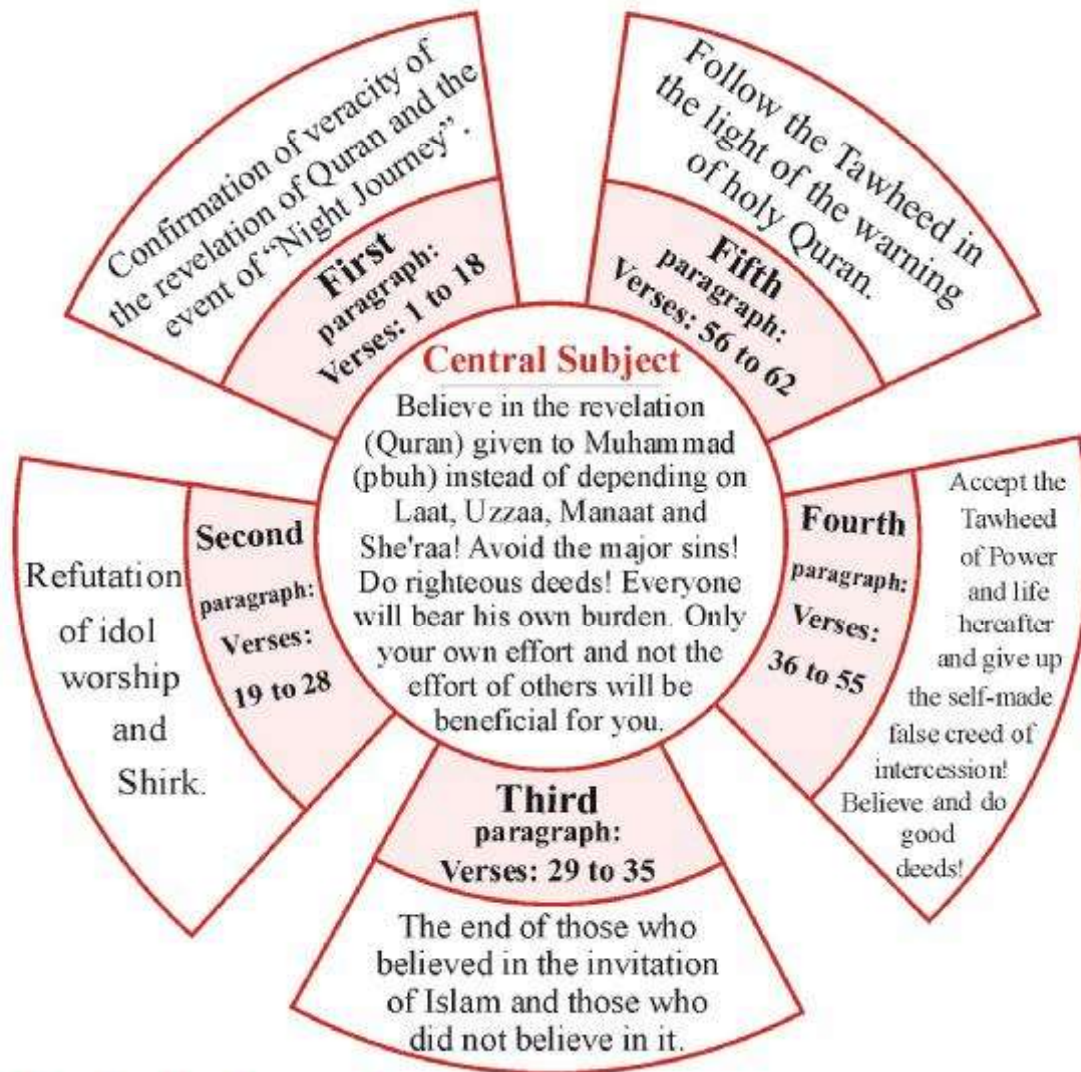 Central Subject
Believe in the revelation
(Quran) given to Muhammad
(pbuh) instead of depending on
Laat, Uzzaa, Manaat and
She'raa! Avoid the major sins!
Do righteous deeds! Everyone
will bear his own burden. Only
your own effort and not the
effort of others will be
beneficial for you.
First
paragraph:
Verses: 1 to 18
Confirmation of veracity of
the revelation of Quran and the
event of “Night Journey”.
Second
paragraph:
Verses:
19 to 28
Refutation
of idol
worship
and
Shirk.
Third
paragraph:
Verses: 29 to 35
The end of those who
believed in the invitation
of Islam and those who
did not believe in it.
Fourth
paragraph:
Verses:
36 to 55
Accept the
Tawheed
of Power
and life
hereafter
and give up
the self-made
false creed of
intercession!
Believe and do
good
deeds!
Fifth
paragraph:
Verses: 56 to 62
Follow the Tawheed in
the light of the warning
of holy Quran.